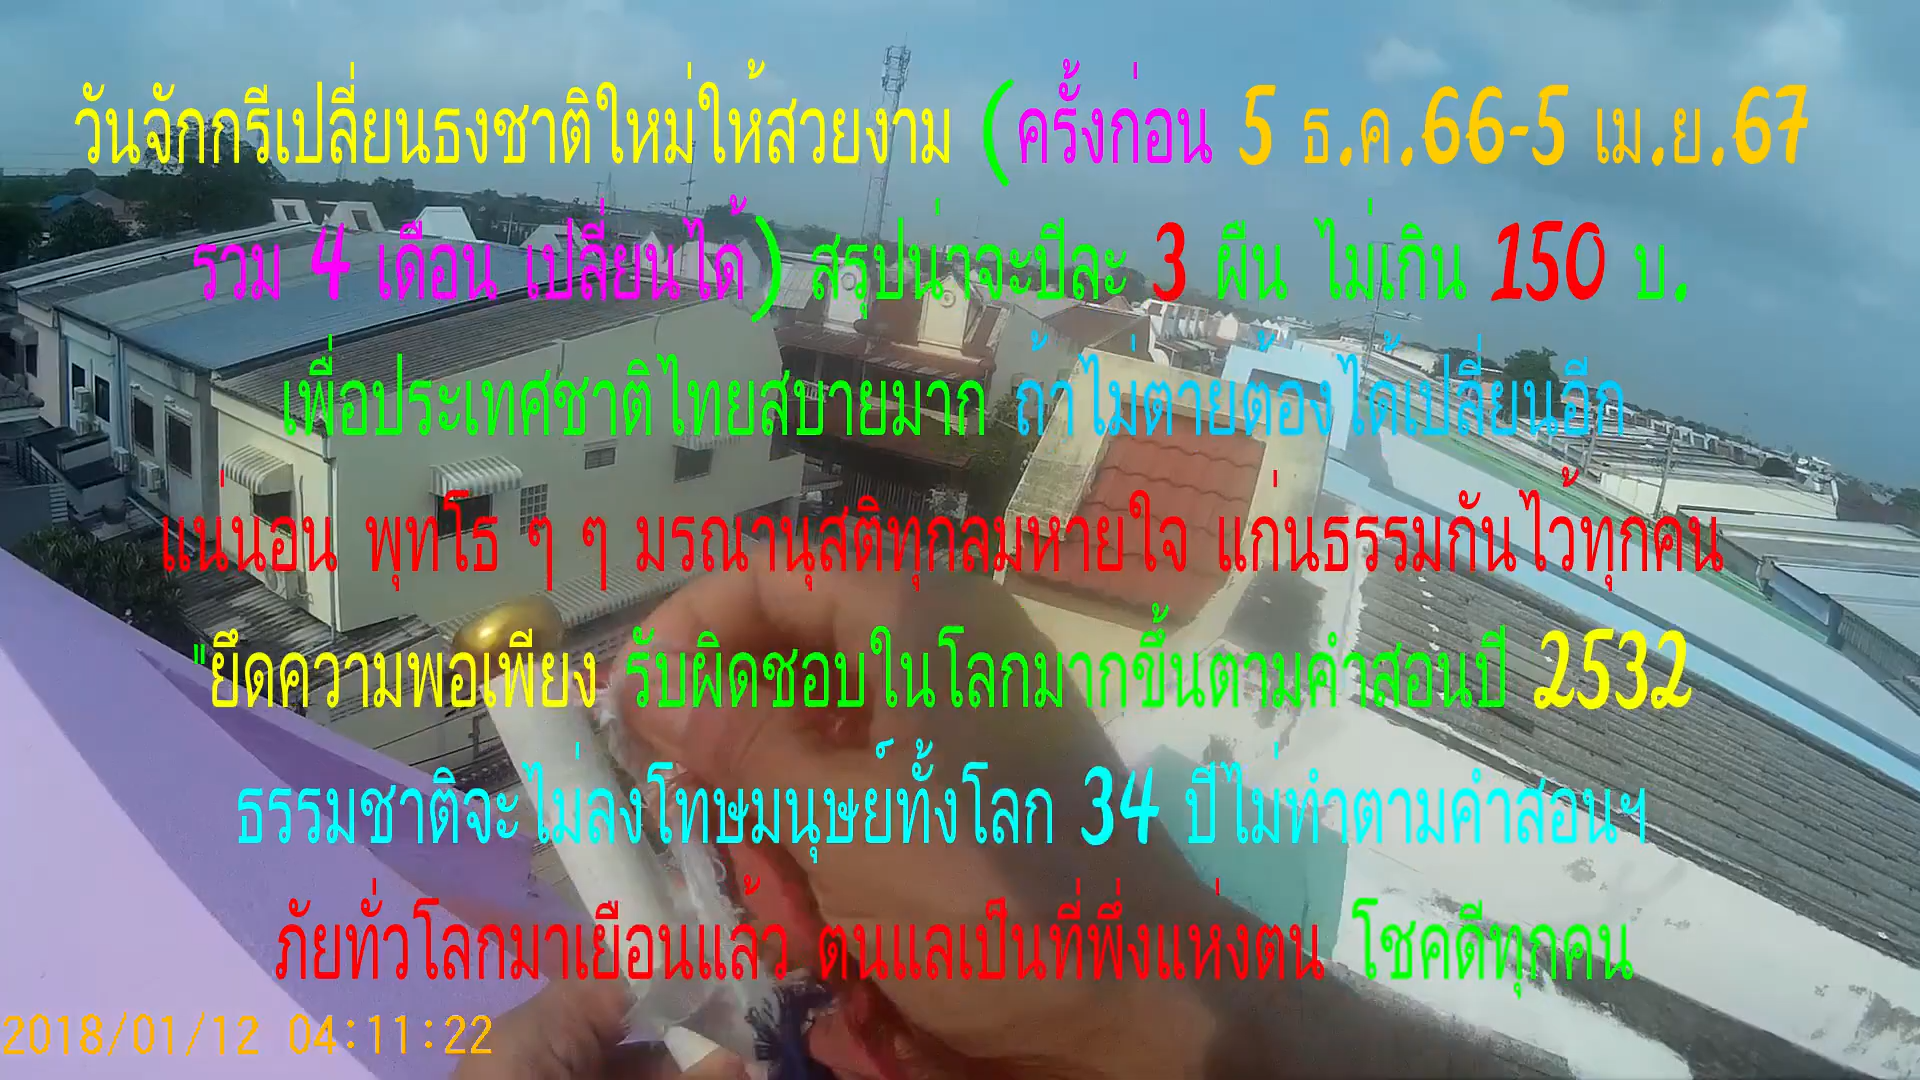 วันจักกรีเปลี่ยนธงชาติใหม่ให้สวยงาม (ครั้งก่อน 5 ธ.ค.66-5 เม.ย.67
รวม 4 เดือน เปลี่ยนได้) สรุปน่าจะปีละ 3 ผืน ไม่เกิน 150 บ.
เพื่อประเทศชาติไทยสบายมาก ถ้าไม่ตายต้องได้เปลี่ยนอีก
แน่นอน พุทโธ ๆ ๆ มรณานุสติทุกลมหายใจ แก่นธรรมกันไว้ทุกคน
"ยึดความพอเพียง รับผิดชอบในโลกมากขึ้นตามคำสอนปี 2532
ธรรมชาติจะไม่ลงโทษมนุษย์ทั้งโลก 34 ปีไม่ทำตามคำสอนฯ
ภัยทั่วโลกมาเยือนแล้ว ตนแลเป็นที่พึ่งแห่งตน โชคดีทุกคน
2018/01/12 04:11:22